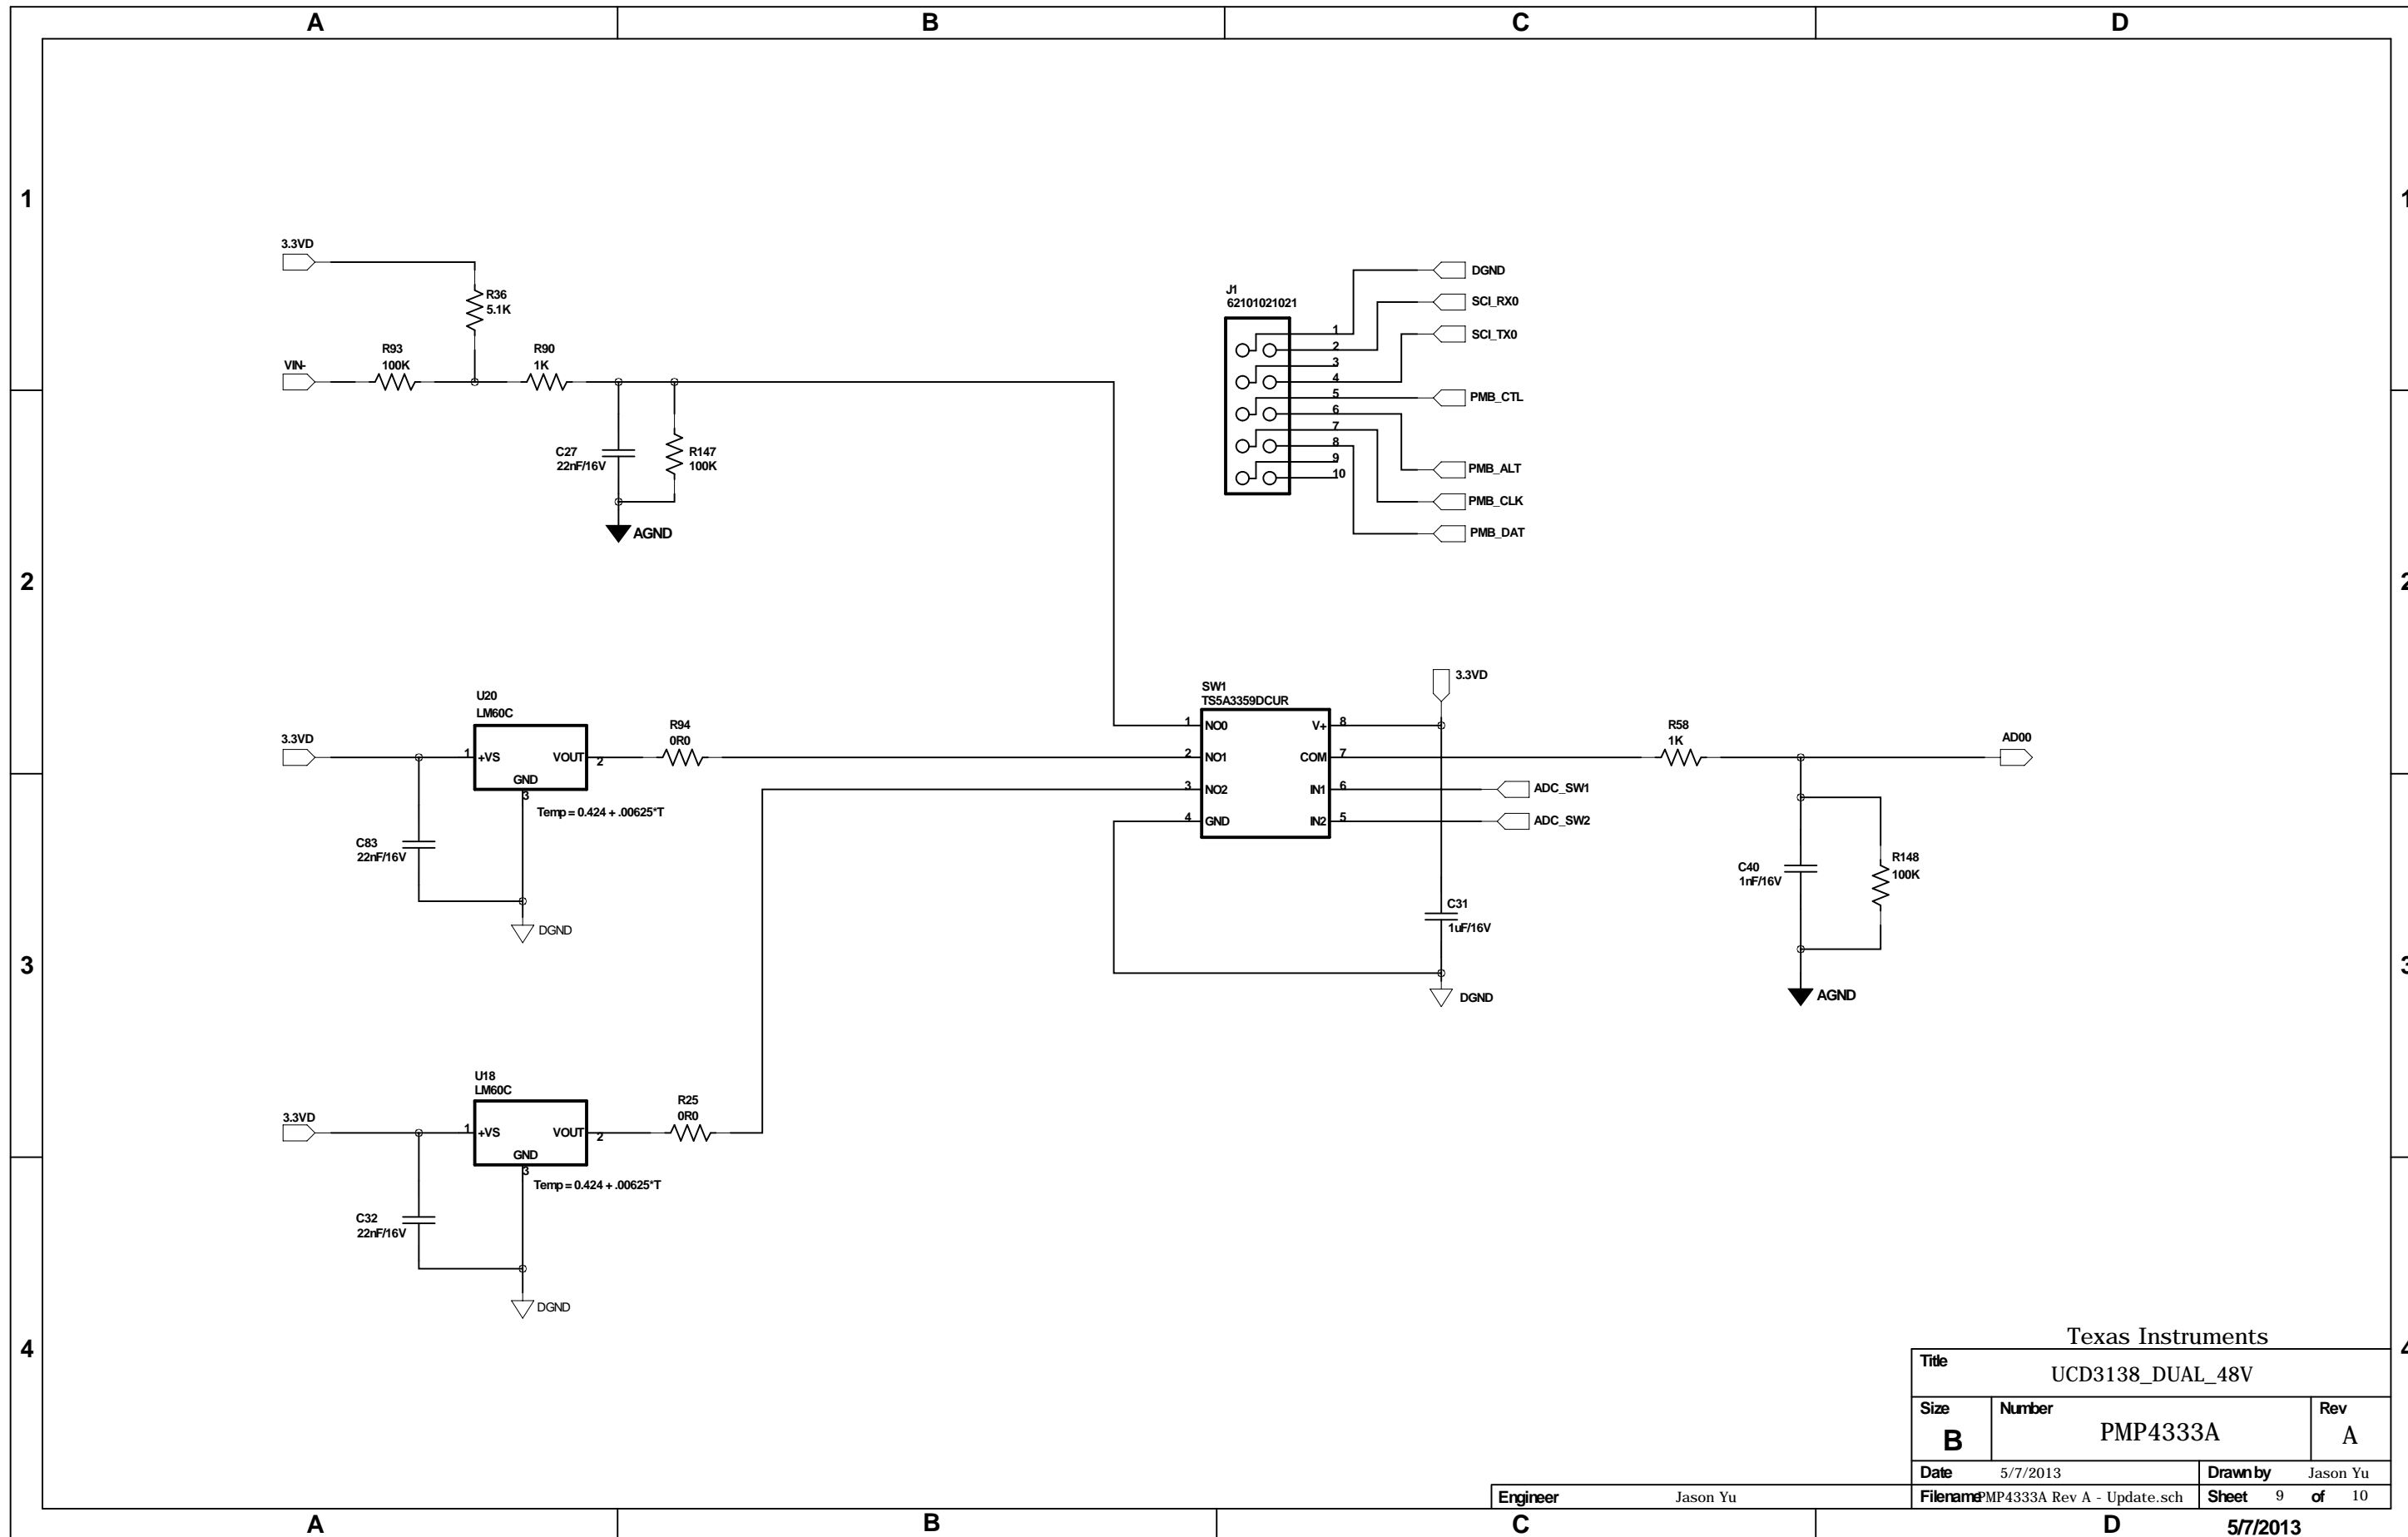 A
B
C
D
1
1
3.3VD
R36
5.1K
VIN-
R93
100K
R90
1K
C27
22nF/16V
R147
100K
AGND
J1
62101021021
1
2
3
4
5
6
7
8
9
10
DGND
SCI_RX0
SCI_TX0
PMB_CTL
PMB_ALT
PMB_CLK
PMB_DAT
2
2
3.3VD
U20
LM60C
1
+VS
VOUT
2
GND
3
Temp = 0.424 + .00625*T
R94
0R0
C83
22nF/16V
DGND
SW1
TS5A3359DCUR
1
NO0
2
NO1
3
NO2
4
GND
V+
8
COM
7
IN1
6
IN2
5
3.3VD
ADC_SW1
ADC_SW2
C31
1uF/16V
DGND
R58
1K
AD00
C40
1nF/16V
R148
100K
AGND
3
3
3.3VD
U18
LM60C
1
+VS
VOUT
2
GND
3
Temp = 0.424 + .00625*T
R25
0R0
C32
22nF/16V
DGND
4
4
Texas Instruments
Title
UCD3138_DUAL_48V
Size
B
Number
PMP4333A
Rev
A
Date 5/7/2013
Drawn by Jason Yu
Engineer Jason Yu
Filename PMP4333A Rev A - Update.sch
Sheet 9 of 10
A
B
C
D
5/7/2013